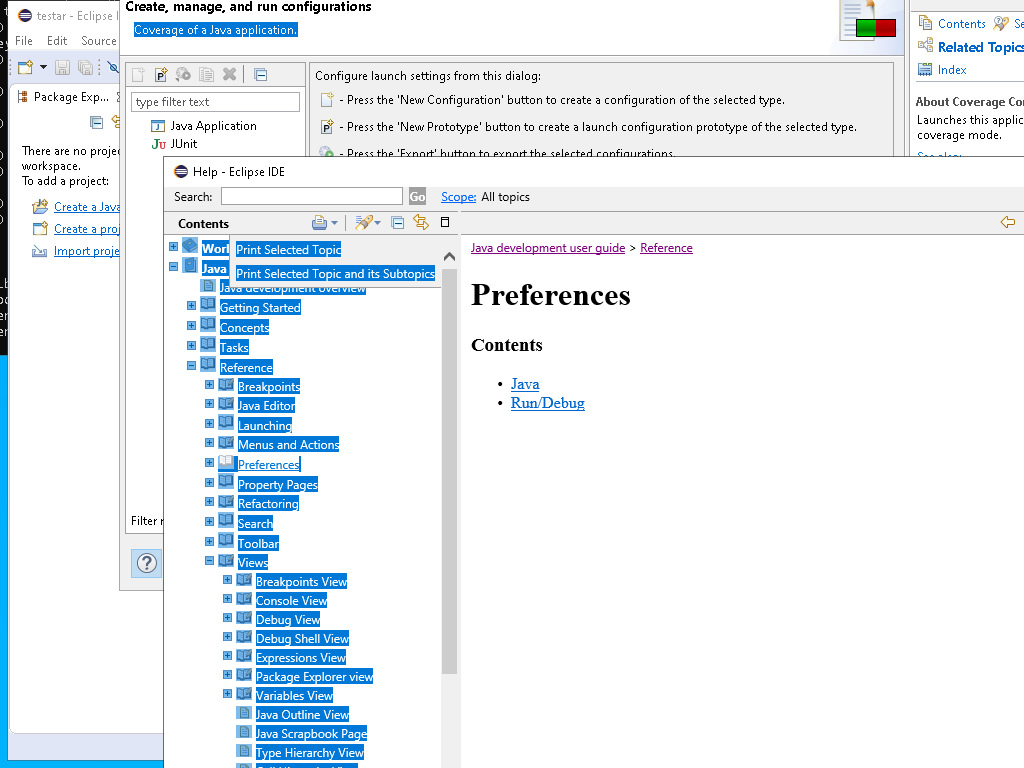 testar - Eclipse I
File Edit Source
Package Exp...
There are no proje
workspace.
To add a project:
Create a Java
Create a proj
Import proje
Create, manage, and run configurations
Coverage of a Java application.
type filter text
Java Application
JUnit
Filter
Configure launch settings from this dialog:
- Press the 'New Configuration' button to create a configuration of the selected type.
- Press the 'New Prototype' button to create a launch configuration prototype of the selected type.
- Press the 'Export' button to export the selected configurations.
Contents Se
Related Topics
Index
About Coverage Co
Launches this applic
coverage mode.
See also:
Help - Eclipse IDE
Search: Go Scope: All topics
Contents
Worl
Print Selected Topic
Java
Print Selected Topic and its Subtopics
Java development overview
Getting Started
Concepts
Tasks
Reference
Breakpoints
Java Editor
Launching
Menus and Actions
Preferences
Property Pages
Refactoring
Search
Toolbar
Views
Breakpoints View
Console View
Debug View
Debug Shell View
Expressions View
Package Explorer view
Variables View
Java Outline View
Java Scrapbook Page
Type Hierarchy View
Java development user guide > Reference
Preferences
Contents
• Java
• Run/Debug